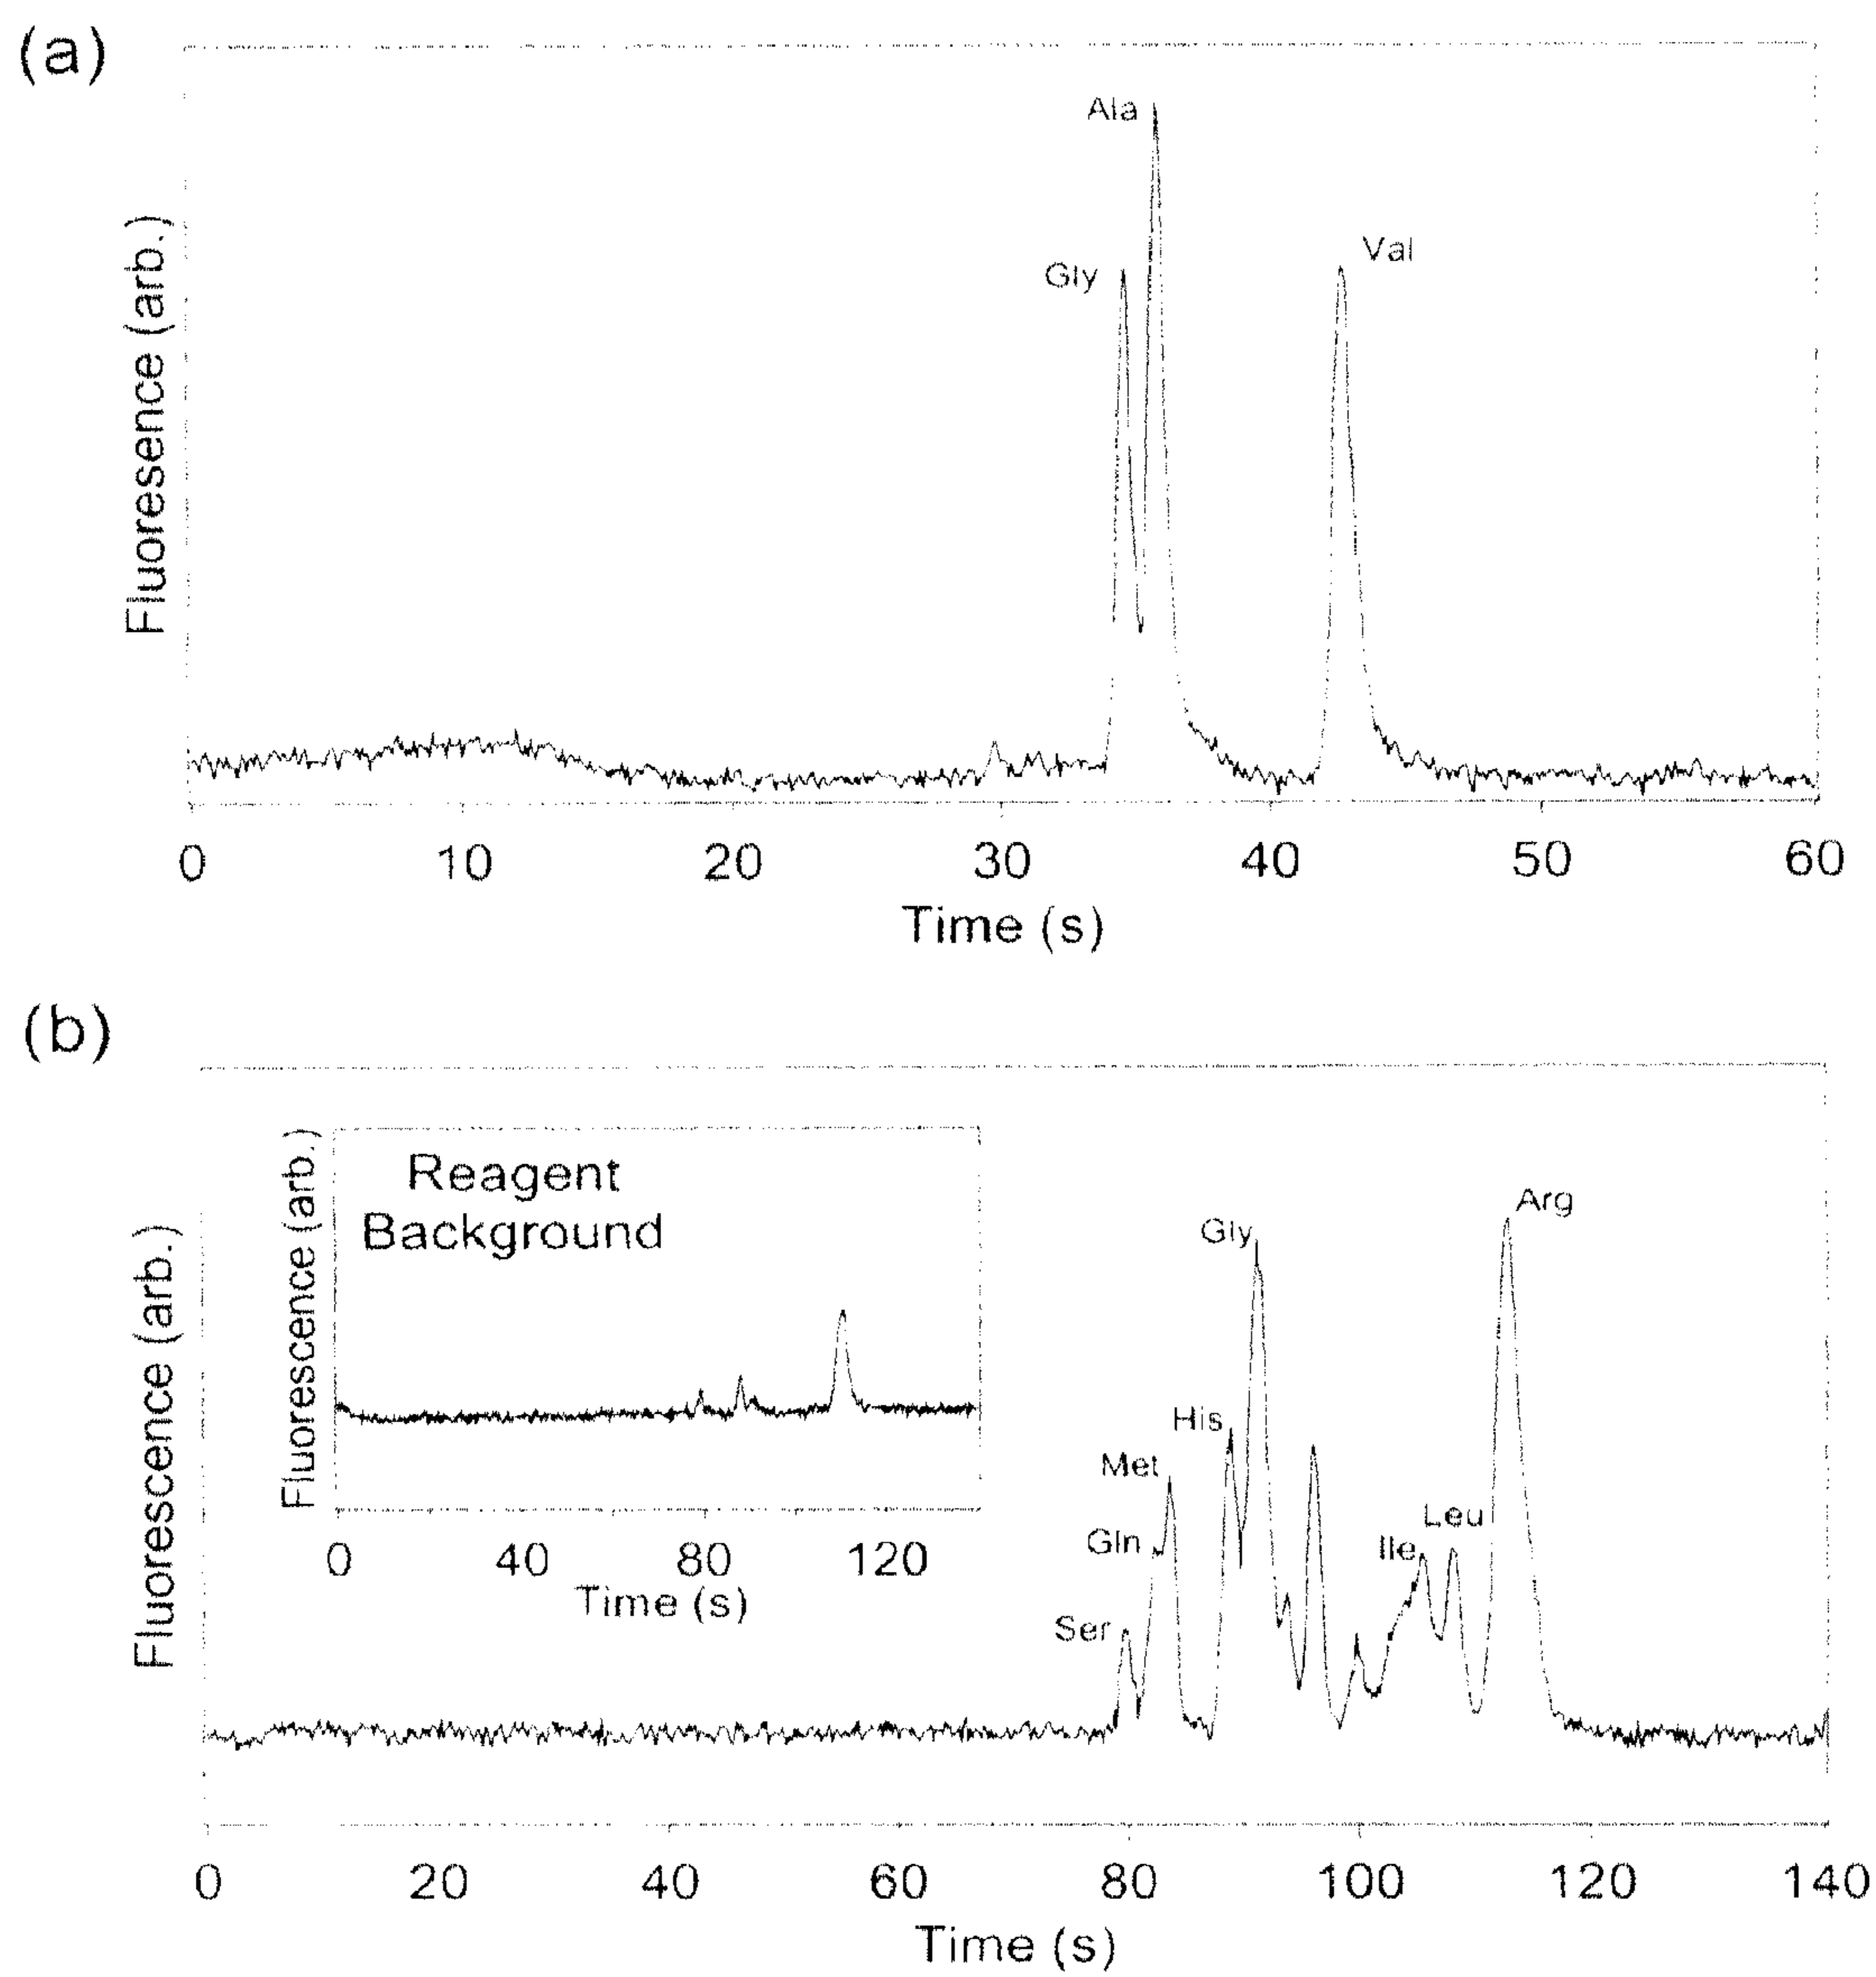 (a)
Fluoresence (arb.)
Ala
Gly
Val
0 10 20 30 40 50 60
Time (s)
(b)
Fluorescence (arb.)
Fluorescence (arb.)
Reagent
Background
0 40 80 120
Time (s)
Arg
Gly
His
Met
Leu
Gln
Ile
Ser
0 20 40 60 80 100 120 140
Time (s)